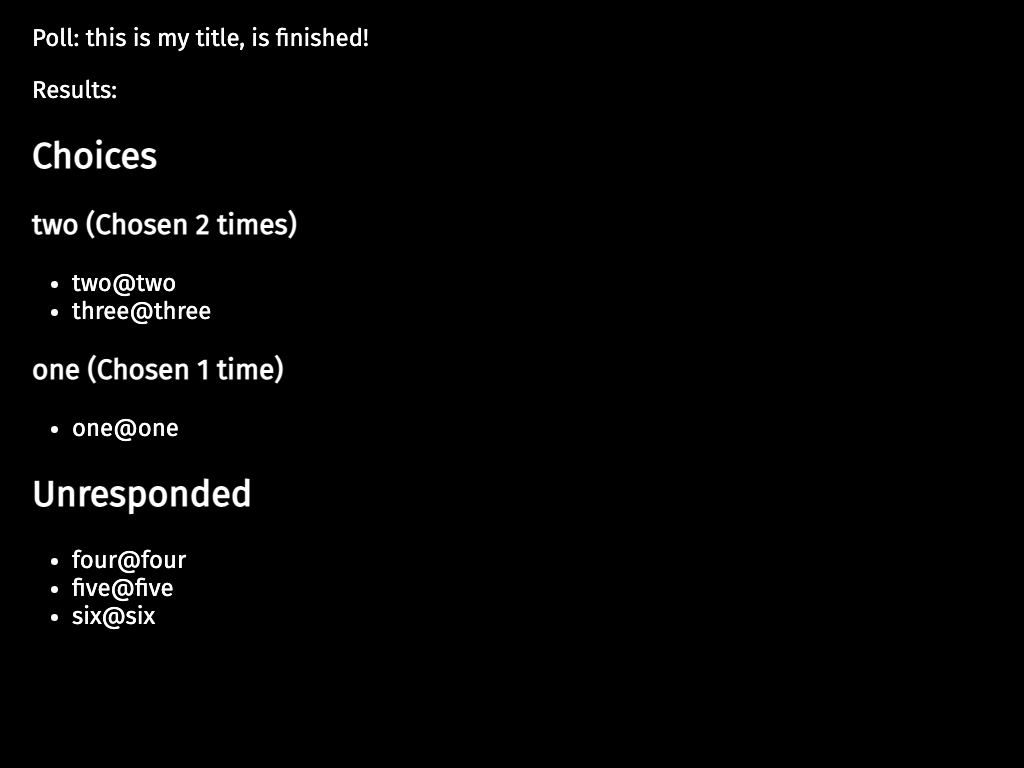 Poll: this is my title, is finished!
Results:
Choices
two (Chosen 2 times)
two@two
three@three
one (Chosen 1 time)
one@one
Unresponded
four@four
five@five
six@six